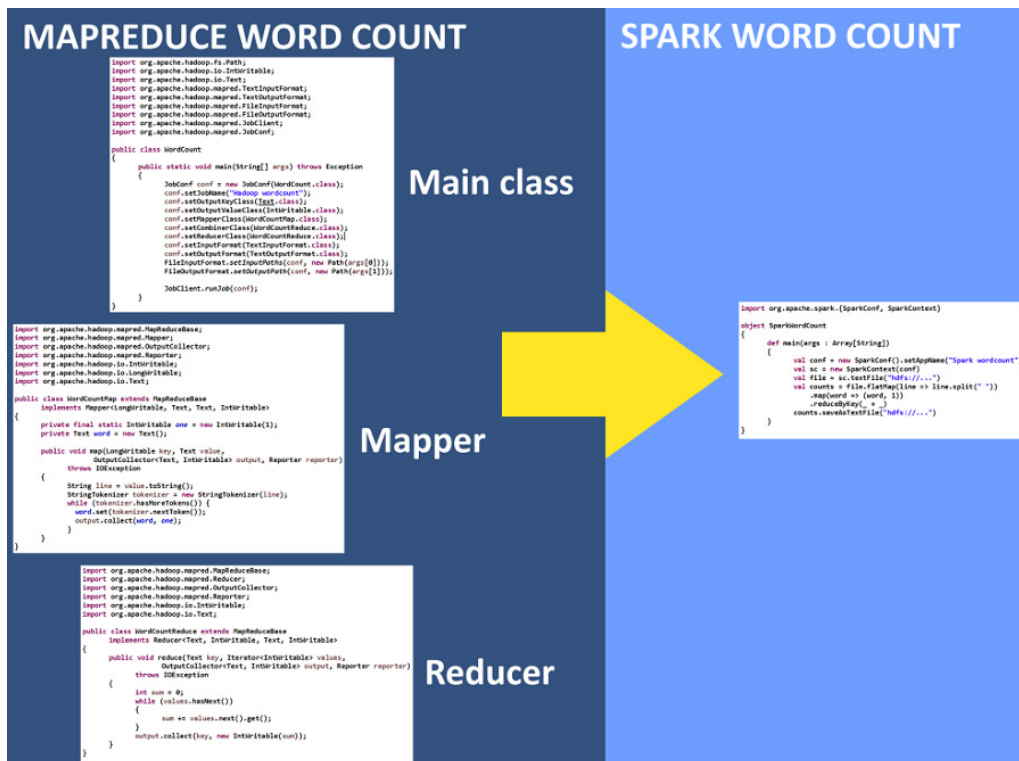 MAPREDUCE WORD COUNT
import org.apache.hadoop.fs.Path;
import org.apache.hadoop.io.IntWritable;
import org.apache.hadoop.io.Text;
import org.apache.hadoop.mapred.TextInputFormat;
import org.apache.hadoop.mapred.TextOutputFormat;
import org.apache.hadoop.mapred.FileInputFormat;
import org.apache.hadoop.mapred.FileOutputFormat;
import org.apache.hadoop.mapred.JobClient;
import org.apache.hadoop.mapred.JobConf;
public class WordCount
{
public static void main(String[] args) throws Exception
{
JobConf conf = new JobConf(WordCount.class);
conf.setJobName("Hadoop wordcount");
conf.setOutputKeyClass(Text.class);
conf.setOutputValueClass(IntWritable.class);
conf.setMapperClass(WordCountMap.class);
conf.setCombinerClass(WordCountReduce.class);
conf.setReducerClass(WordCountReduce.class);
conf.setInputFormat(TextInputFormat.class);
conf.setOutputFormat(TextOutputFormat.class);
FileInputFormat.setInputPaths(conf, new Path(args[0]));
FileOutputFormat.setOutputPath(conf, new Path(args[1]));
JobClient.runJob(conf);
}
}
Main class
import org.apache.hadoop.mapred.MapReduceBase;
import org.apache.hadoop.mapred.Mapper;
import org.apache.hadoop.mapred.OutputCollector;
import org.apache.hadoop.mapred.Reporter;
import org.apache.hadoop.io.IntWritable;
import org.apache.hadoop.io.LongWritable;
import org.apache.hadoop.io.Text;
public class WordCountMap extends MapReduceBase
implements Mapper<LongWritable, Text, Text, IntWritable>
{
private final static IntWritable one = new IntWritable(1);
private Text word = new Text();
public void map(LongWritable key, Text value,
OutputCollector<Text, IntWritable> output, Reporter reporter)
throws IOException
{
String line = value.toString();
StringTokenizer tokenizer = new StringTokenizer(line);
while (tokenizer.hasMoreTokens()) {
word.set(tokenizer.nextToken());
output.collect(word, one);
}
}
}
Mapper
import org.apache.hadoop.mapred.MapReduceBase;
import org.apache.hadoop.mapred.Reducer;
import org.apache.hadoop.mapred.OutputCollector;
import org.apache.hadoop.mapred.Reporter;
import org.apache.hadoop.io.IntWritable;
import org.apache.hadoop.io.Text;
public class WordCountReduce extends MapReduceBase
implements Reducer<Text, IntWritable, Text, IntWritable>
{
public void reduce(Text key, Iterator<IntWritable> values,
OutputCollector<Text, IntWritable> output, Reporter reporter)
throws IOException
{
int sum = 0;
while (values.hasNext())
{
sum += values.next().get();
}
output.collect(key, new IntWritable(sum));
}
}
Reducer
SPARK WORD COUNT
import org.apache.spark.{SparkConf, SparkContext}
object SparkWordCount
{
def main(args : Array[String])
{
val conf = new SparkConf().setAppName("Spark wordcount")
val sc = new SparkContext(conf)
val file = sc.textFile("hdfs://...")
val counts = file.flatMap(line => line.split(" "))
.map(word => (word, 1))
.reduceByKey(_ + _)
counts.saveAsTextFile("hdfs://...")
}
}